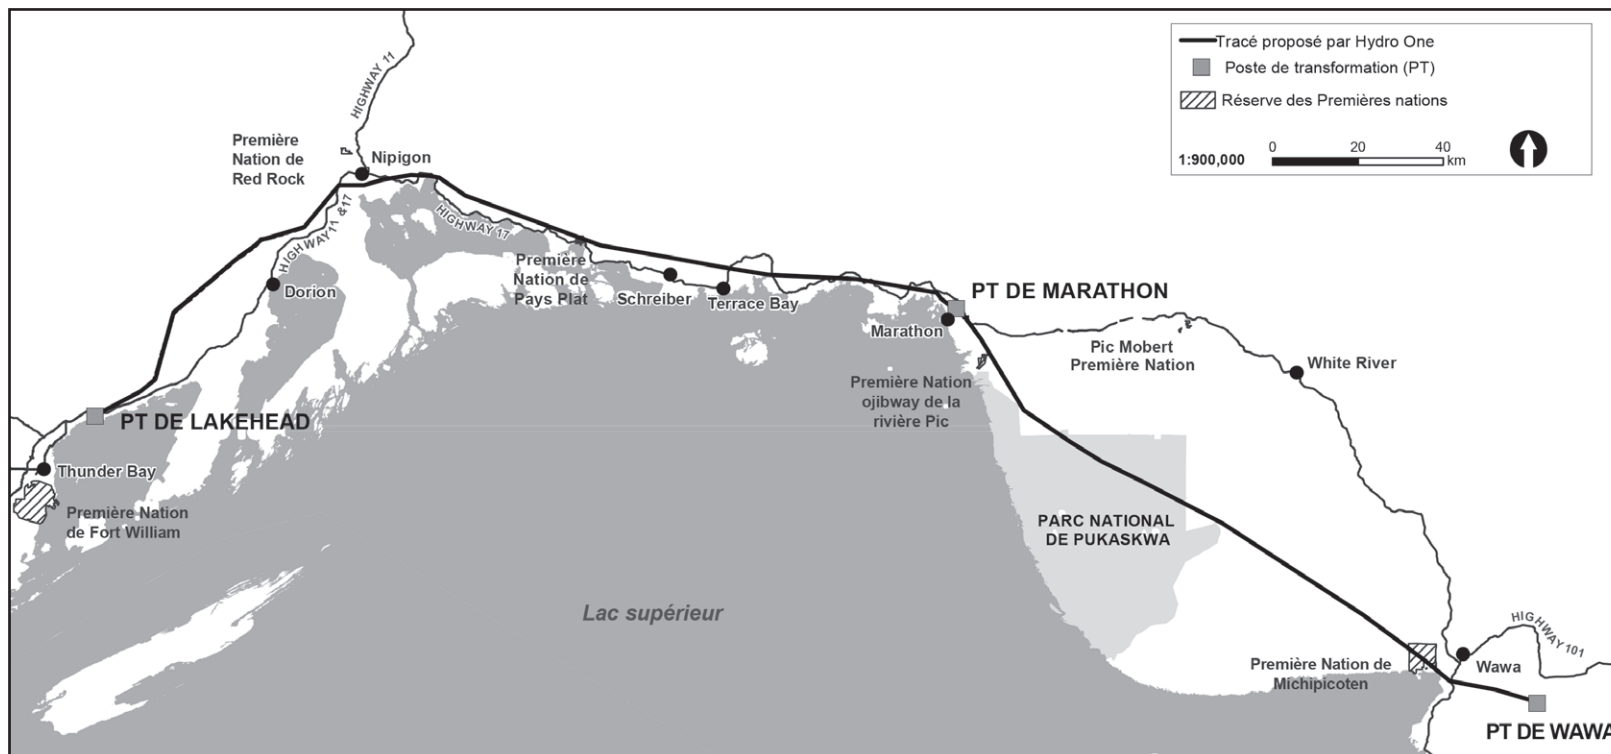 Tracé proposé par Hydro One
Poste de transformation (PT)
Réserve des Premières nations
1:900,000
0 20 40
km
HIGHWAY 11
Première
Nation de
Red Rock
Nipigon
HIGHWAY11 &17
HIGHWAY 17
Dorion
Première
Nation de
Pays Plat
Schreiber
Terrace Bay
PT DE MARATHON
Marathon
Pic Mobert
Première Nation
White River
Première Nation
ojibway de la
rivière Pic
PT DE LAKEHEAD
Thunder Bay
Première Nation
de Fort William
PARC NATIONAL
DE PUKASKWA
Lac supérieur
HIGHWAY 101
Première Nation de
Michipicoten
Wawa
PT DE WAWA